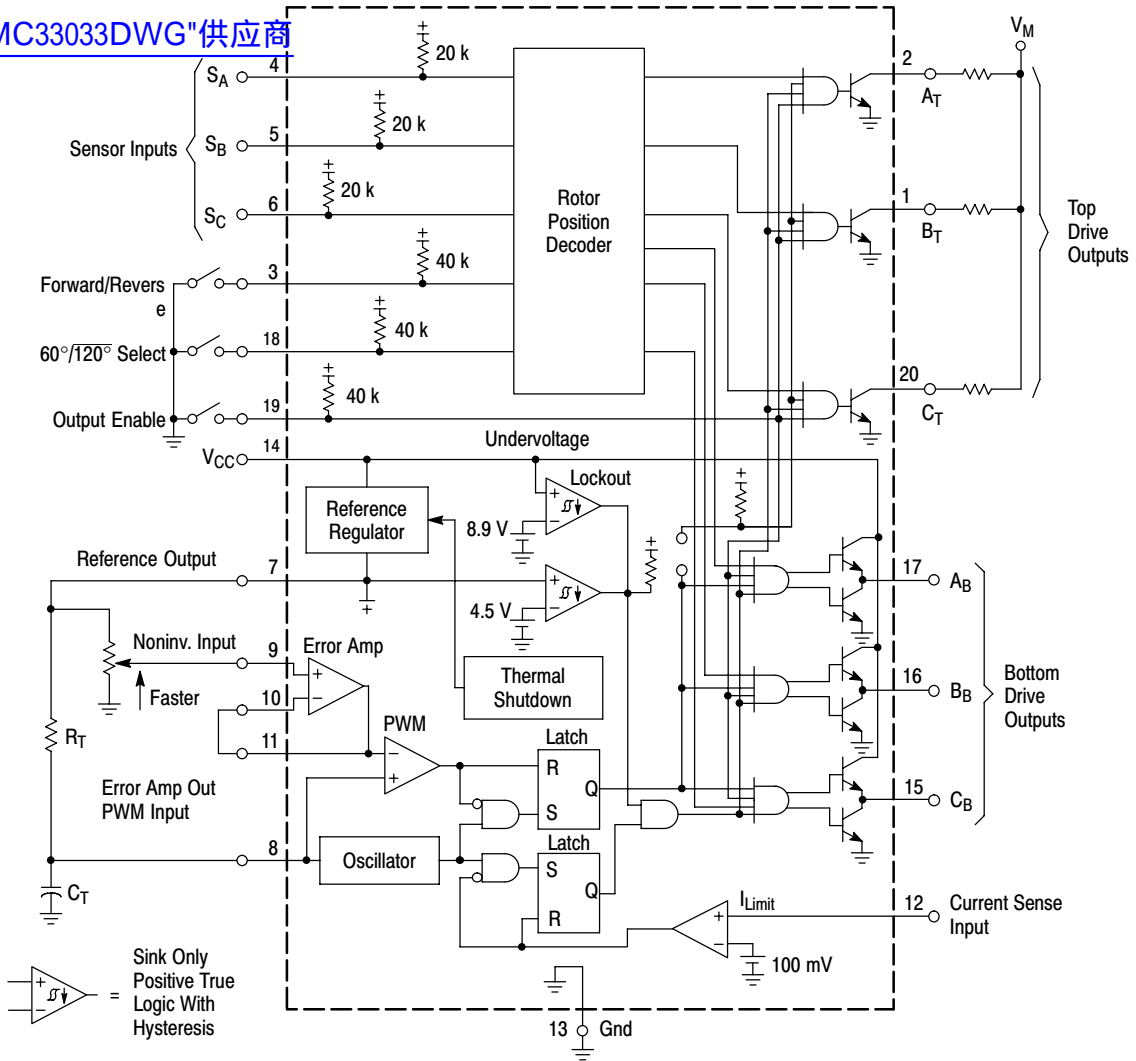 MC33033DWG"供应商
V_M
20 k
4
S_A
2
A_T
20 k
5
S_B
Sensor Inputs
20 k
6
S_C
Rotor
Position
Decoder
1
B_T
Top
Drive
Outputs
40 k
3
Forward/Revers
e
40 k
18
60°/120° Select
40 k
19
Output Enable
20
C_T
14
V_CC
Undervoltage
Lockout
Reference
Regulator
8.9 V
Reference Output
7
4.5 V
17
A_B
Noninv. Input
9
Error Amp
Faster
10
Thermal
Shutdown
16
B_B
Bottom
Drive
Outputs
R_T
11
PWM
Latch
R
Q
S
Error Amp Out
PWM Input
15
C_B
8
Oscillator
Latch
S
Q
R
C_T
I_Limit
12
Current Sense
Input
100 mV
=
Sink Only
Positive True
Logic With
Hysteresis
13
Gnd